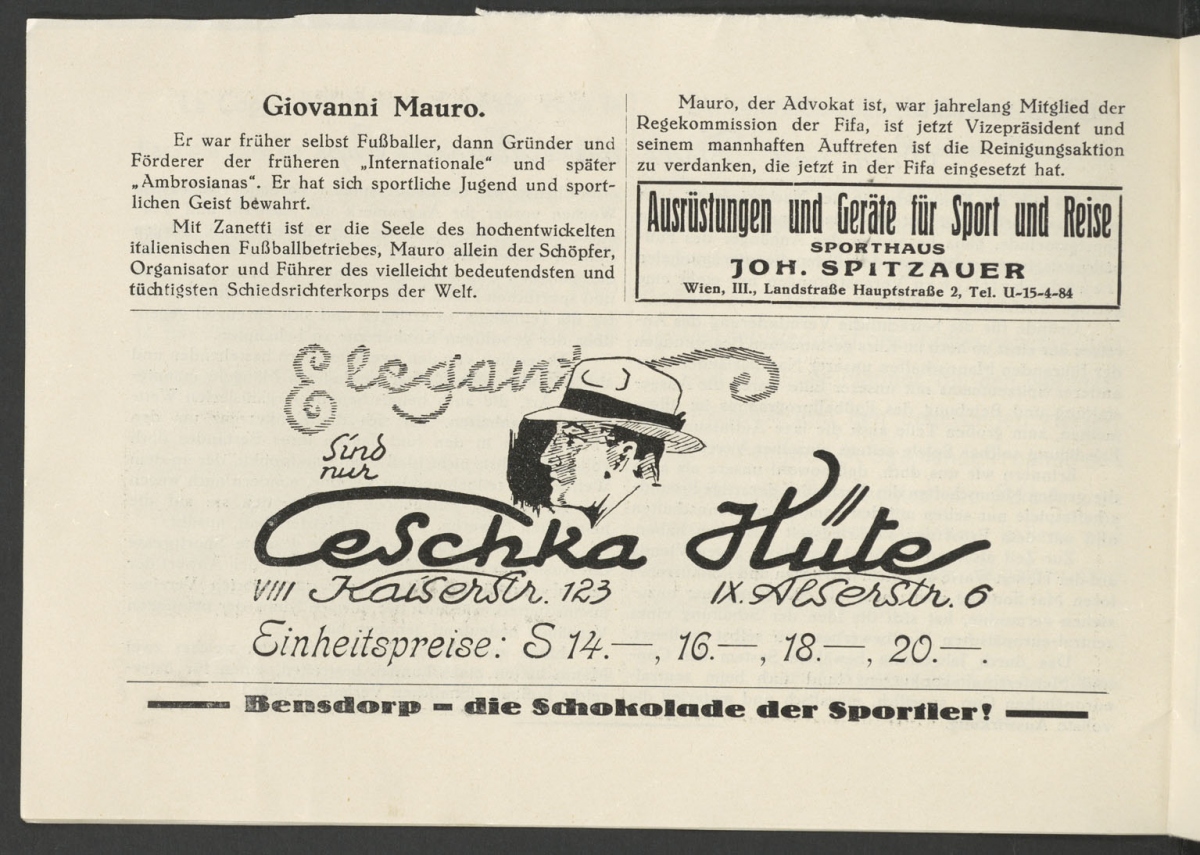 Giovanni Mauro.
Er war früher selbst Fußballer, dann Gründer und
Förderer der früheren „Internationale“ und später
„Ambrosianas“. Er hat sich sportliche Jugend und sport-
lichen Geist bewahrt.
Mit Zanetti ist er die Seele des hochentwickelten
italienischen Fußballbetriebes, Mauro allein der Schöpfer,
Organisator und Führer des vielleicht bedeutendsten und
tüchtigsten Schiedsrichterkorps der Welt.
Mauro, der Advokat ist, war jahrelang Mitglied der
Regekommission der Fifa, ist jetzt Vizepräsident und
seinem mannhaften Auftreten ist die Reinigungsaktion
zu verdanken, die jetzt in der Fifa eingesetzt hat.
Ausrüstungen und Geräte für Sport und Reise
SPORTHAUS
JOH. SPITZAUER
Wien, III., Landstraße Hauptstraße 2, Tel. U-15-4-84
Elegant
sind
nur
Ceschka Hüte
VIII Kaiserstr. 123 IX. Alserstr. 6
Einheitspreise: S 14.—, 16.—, 18.—, 20.—.
Bensdorp - die Schokolade der Sportler!